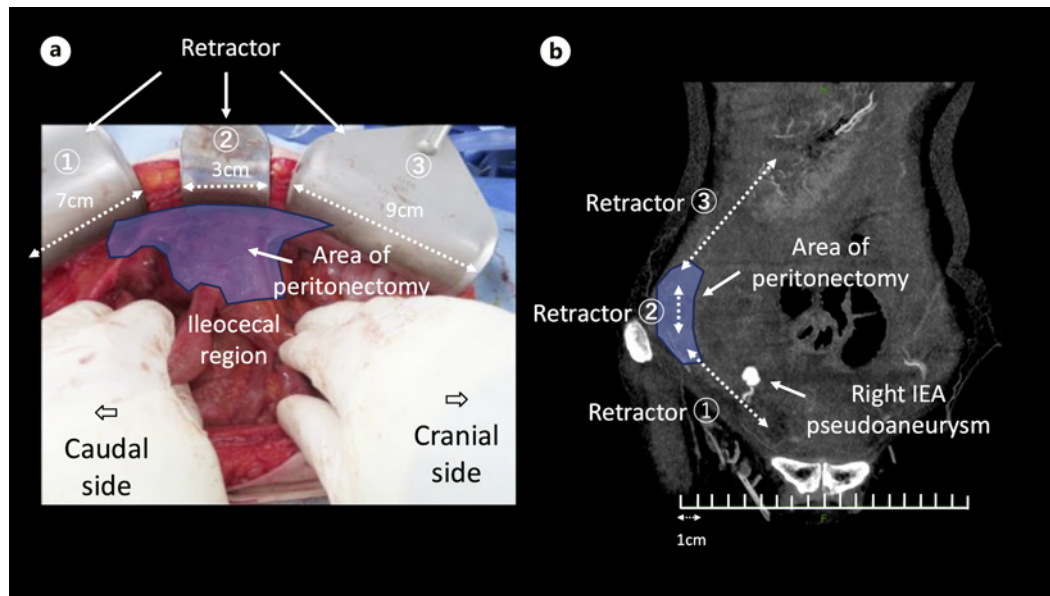 a
Retractor
①
②
③
3cm
7cm
9cm
Area of
peritonectomy
Ileocecal
region
⇦
Caudal
side
⇨
Cranial
side
b
H
Retractor ③
Area of
peritonectomy
Retractor ②
Retractor ①
Right IEA
pseudoaneurysm
F
1cm